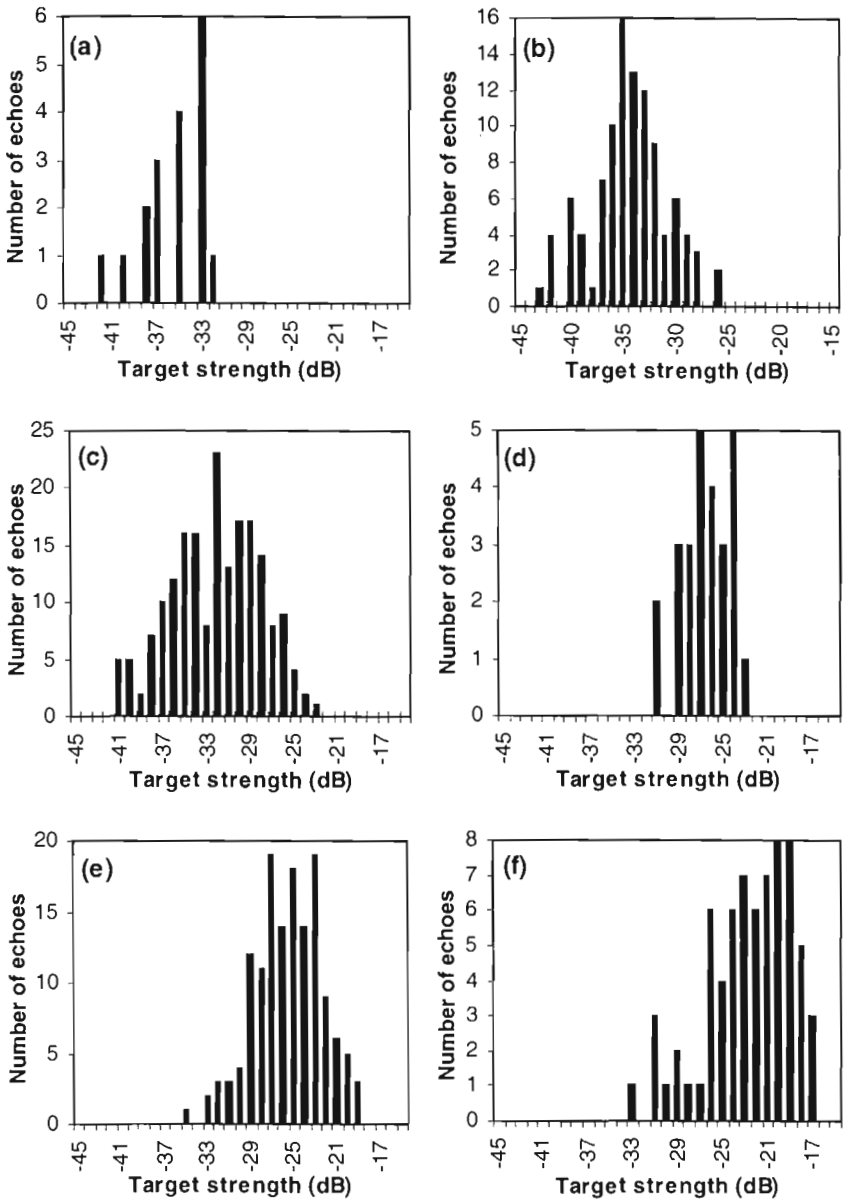 (a)
Number of echoes
6
5
4
3
2
1
0
-45 -41 -37 -33 -29 -25 -21 -17
Target strength (dB)
(b)
Number of echoes
16
14
12
10
8
6
4
2
0
-45 -40 -35 -30 -25 -20 -15
Target strength (dB)
(c)
Number of echoes
25
20
15
10
5
0
-45 -41 -37 -33 -29 -25 -21 -17
Target strength (dB)
(d)
Number of echoes
5
4
3
2
1
0
-45 -41 -37 -33 -29 -25 -21 -17
Target strength (dB)
(e)
Number of echoes
20
15
10
5
0
-45 -41 -37 -33 -29 -25 -21 -17
Target strength (dB)
(f)
Number of echoes
8
7
6
5
4
3
2
1
0
-45 -41 -37 -33 -29 -25 -21 -17
Target strength (dB)